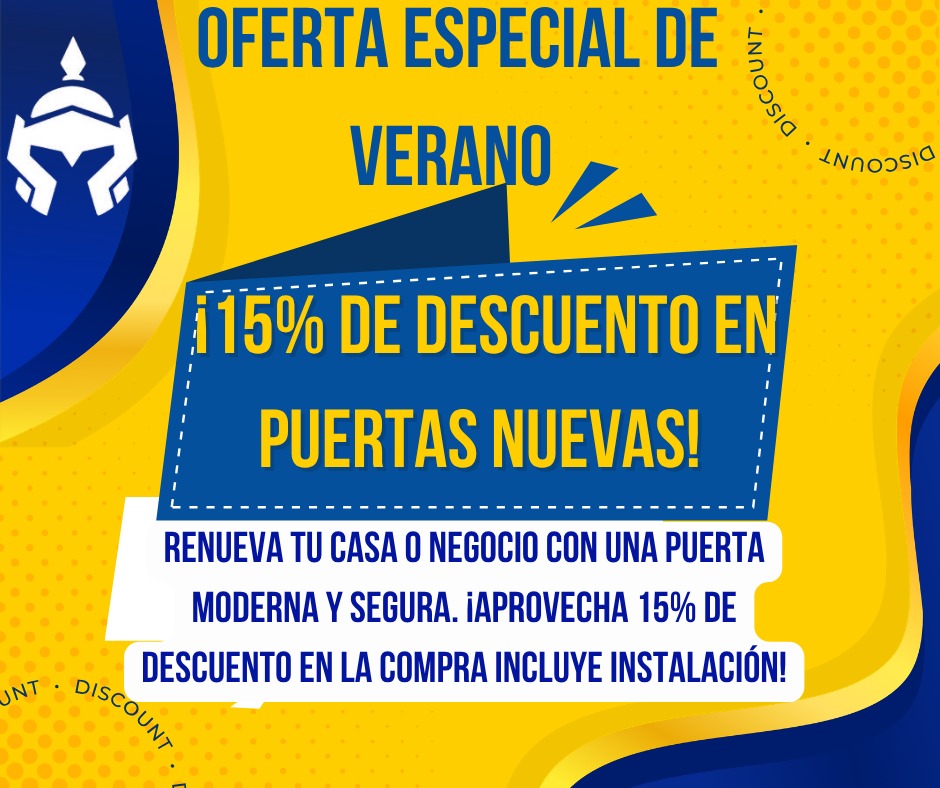 OFERTA ESPECIAL DE
VERANO
DISCOUNT · DISCOUNT
¡15% DE DESCUENTO EN
PUERTAS NUEVAS!
RENUEVA TU CASA O NEGOCIO CON UNA PUERTA
MODERNA Y SEGURA. ¡APROVECHA 15% DE
DESCUENTO EN LA COMPRA INCLUYE INSTALACIÓN!
UNT · DISCOUNT ·